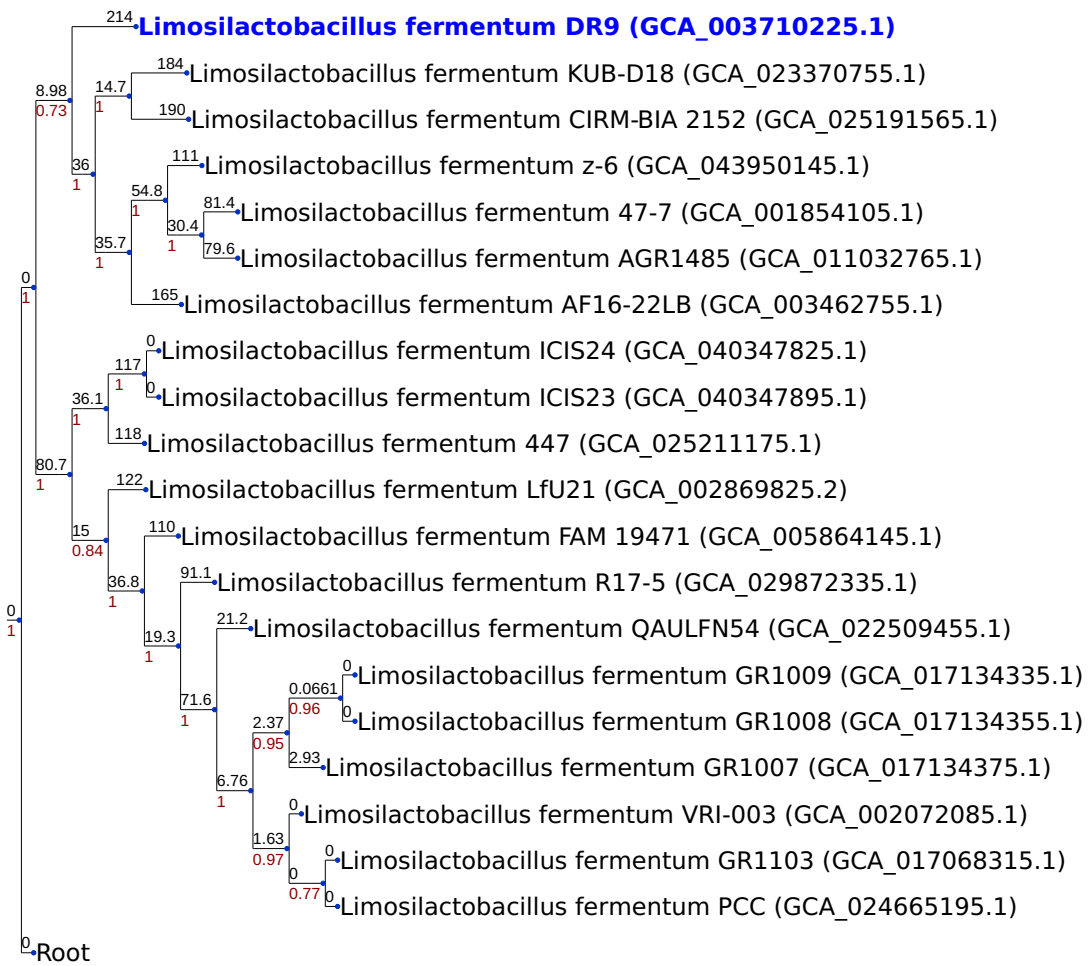 214
Limosilactobacillus fermentum DR9 (GCA_003710225.1)
184
Limosilactobacillus fermentum KUB-D18 (GCA_023370755.1)
8.98
14.7
0.73
1
190
Limosilactobacillus fermentum CIRM-BIA 2152 (GCA_025191565.1)
111
Limosilactobacillus fermentum z-6 (GCA_043950145.1)
36
1
54.8
1
81.4
Limosilactobacillus fermentum 47-7 (GCA_001854105.1)
30.4
1
35.7
1
79.6
Limosilactobacillus fermentum AGR1485 (GCA_011032765.1)
0
1
165
Limosilactobacillus fermentum AF16-22LB (GCA_003462755.1)
0
Limosilactobacillus fermentum ICIS24 (GCA_040347825.1)
117
1
0
Limosilactobacillus fermentum ICIS23 (GCA_040347895.1)
36.1
1
118
Limosilactobacillus fermentum 447 (GCA_025211175.1)
80.7
1
122
Limosilactobacillus fermentum LfU21 (GCA_002869825.2)
15
0.84
110
Limosilactobacillus fermentum FAM 19471 (GCA_005864145.1)
36.8
1
91.1
Limosilactobacillus fermentum R17-5 (GCA_029872335.1)
0
1
19.3
1
21.2
Limosilactobacillus fermentum QAULFN54 (GCA_022509455.1)
0
Limosilactobacillus fermentum GR1009 (GCA_017134335.1)
71.6
1
0.0661
0.96
0
Limosilactobacillus fermentum GR1008 (GCA_017134355.1)
2.37
0.95
2.93
Limosilactobacillus fermentum GR1007 (GCA_017134375.1)
6.76
1
0
Limosilactobacillus fermentum VRI-003 (GCA_002072085.1)
1.63
0.97
0
Limosilactobacillus fermentum GR1103 (GCA_017068315.1)
0
0.77
0
Limosilactobacillus fermentum PCC (GCA_024665195.1)
0
Root